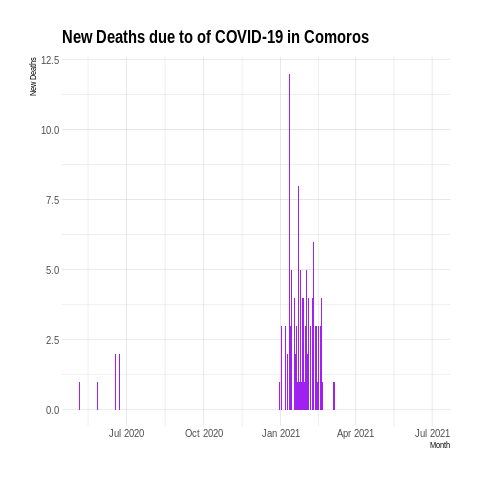 New Deaths due to of COVID-19 in Comoros
New Deaths
12.5
10.0
7.5
5.0
2.5
0.0
Jul 2020 Oct 2020 Jan 2021 Apr 2021 Jul 2021
Month